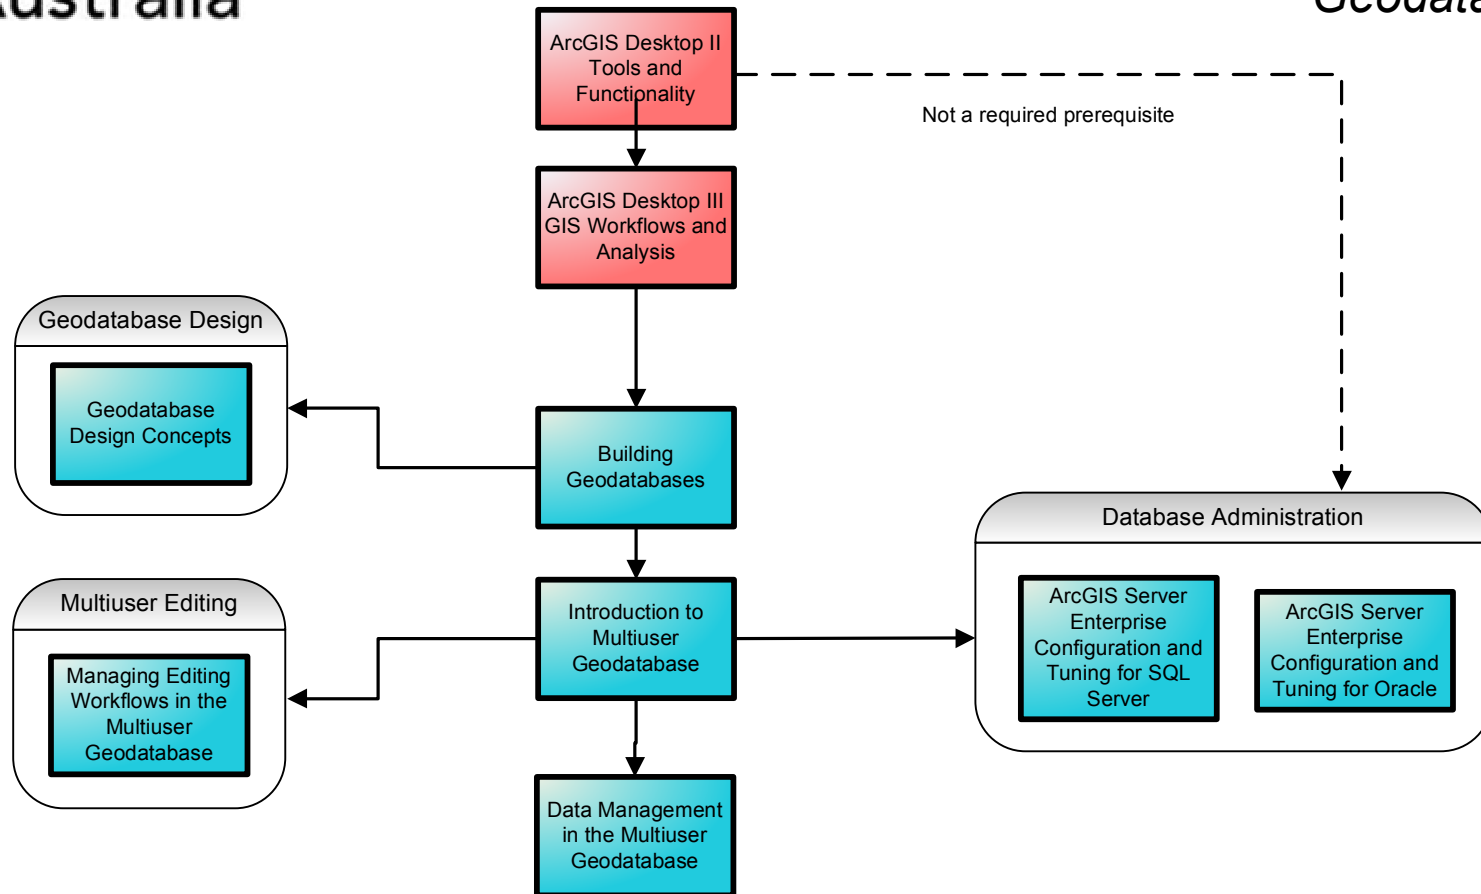 ArcGIS Desktop II
Tools and
Functionality
Not a required prerequisite
ArcGIS Desktop III
GIS Workflows and
Analysis
Geodatabase Design
Geodatabase
Design Concepts
Building
Geodatabases
Database Administration
ArcGIS Server
Enterprise
Configuration and
Tuning for SQL
Server
ArcGIS Server
Enterprise
Configuration and
Tuning for Oracle
Multiuser Editing
Managing Editing
Workflows in the
Multiuser
Geodatabase
Introduction to
Multiuser
Geodatabase
Data Management
in the Multiuser
Geodatabase